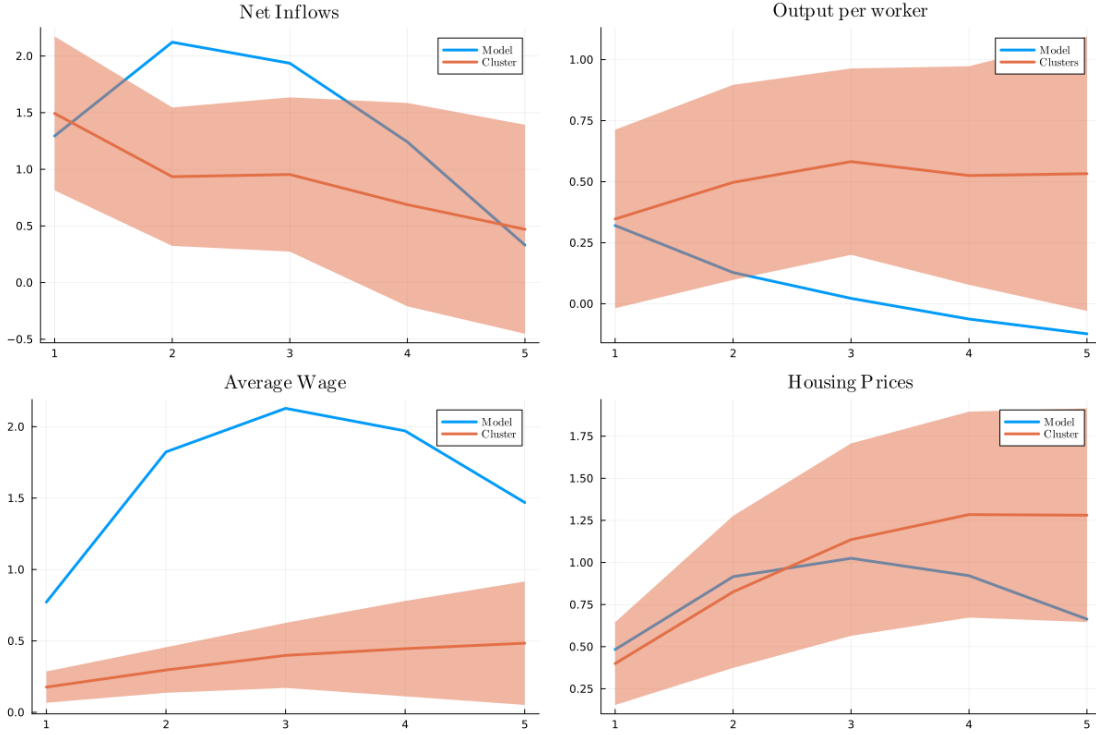 Net Inflows
2.0
1.5
1.0
0.5
0.0
−0.5
1 2 3 4 5
Model
Cluster
Output per worker
1.00
0.75
0.50
0.25
0.00
1 2 3 4 5
Model
Clusters
Average Wage
2.0
1.5
1.0
0.5
0.0
1 2 3 4 5
Model
Cluster
Housing Prices
1.75
1.50
1.25
1.00
0.75
0.50
0.25
1 2 3 4 5
Model
Cluster